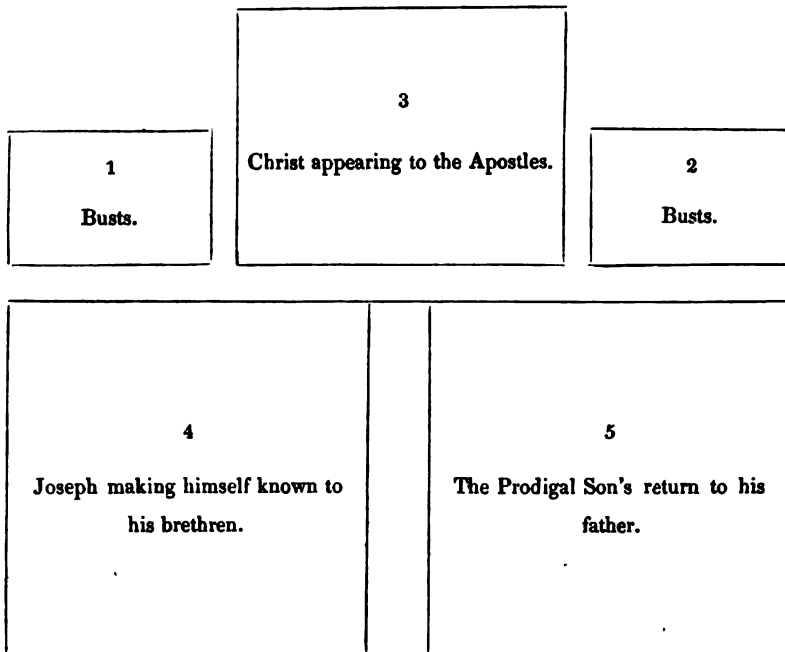 3
Christ appearing to the Apostles.
1
Busts.
2
Busts.
4
Joseph making himself known to
his brethren.
5
The Prodigal Son's return to his
father.